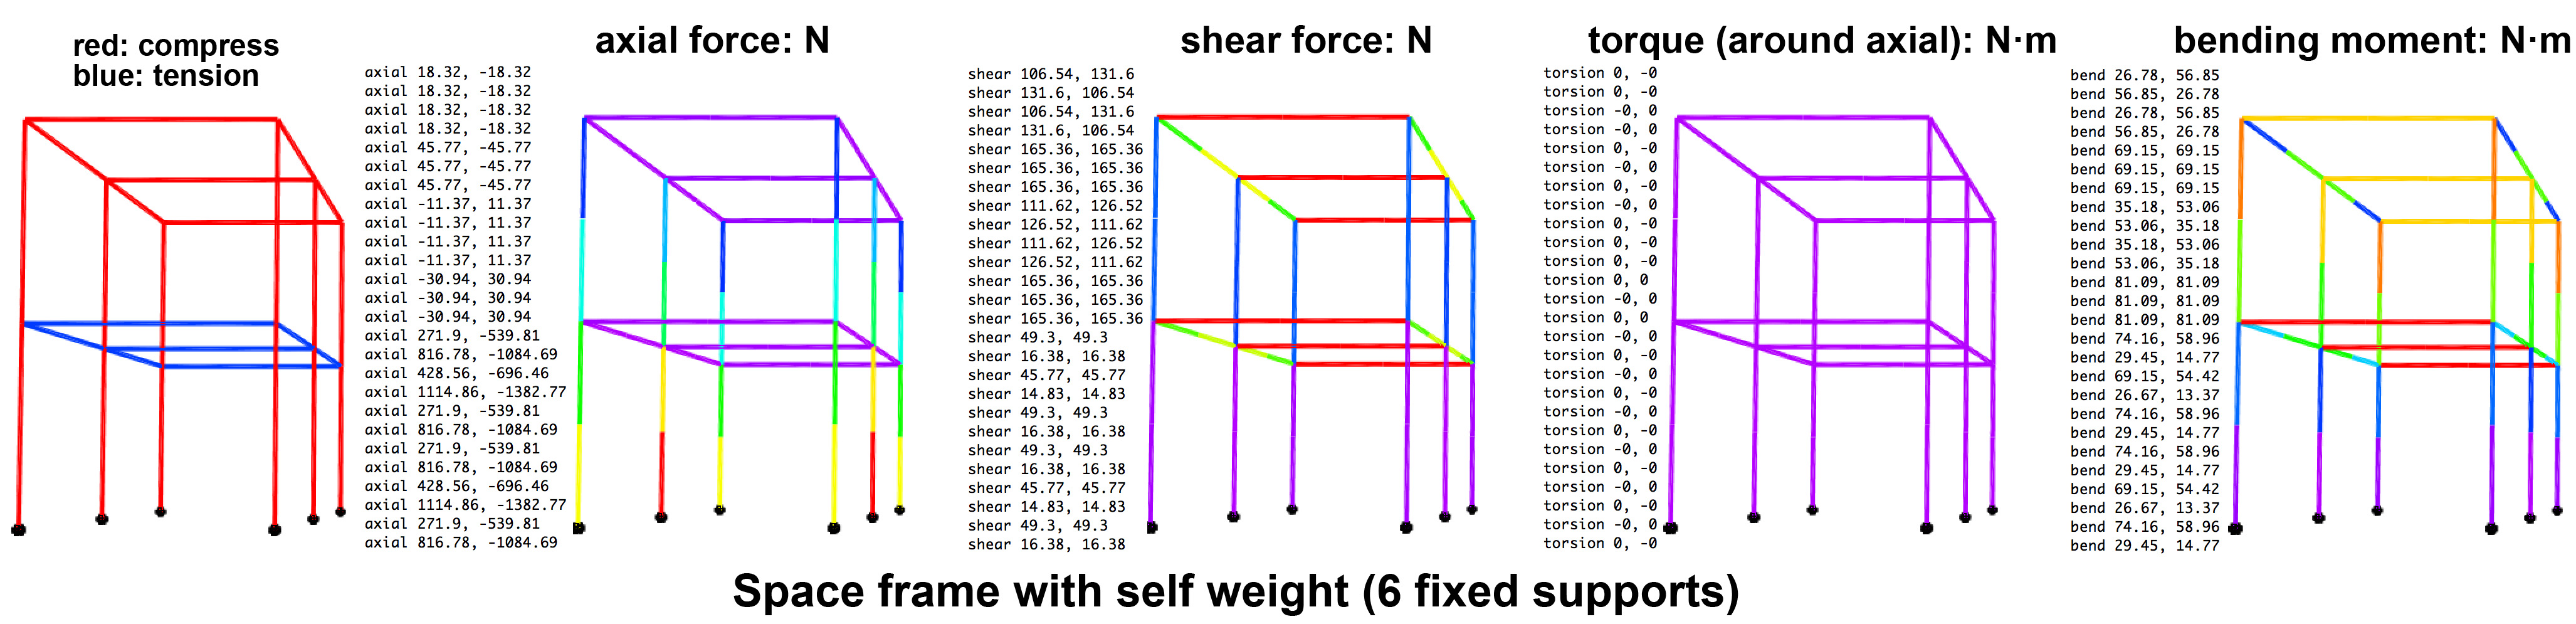 red: compress
blue: tension
axial force: N
axial 18.32, -18.32
axial 18.32, -18.32
axial 18.32, -18.32
axial 18.32, -18.32
axial 45.77, -45.77
axial 45.77, -45.77
axial 45.77, -45.77
axial -11.37, 11.37
axial -11.37, 11.37
axial -11.37, 11.37
axial -11.37, 11.37
axial -30.94, 30.94
axial -30.94, 30.94
axial -30.94, 30.94
axial 271.9, -539.81
axial 816.78, -1084.69
axial 428.56, -696.46
axial 1114.86, -1382.77
axial 271.9, -539.81
axial 816.78, -1084.69
axial 271.9, -539.81
axial 816.78, -1084.69
axial 428.56, -696.46
axial 1114.86, -1382.77
axial 271.9, -539.81
axial 816.78, -1084.69
shear force: N
shear 106.54, 131.6
shear 131.6, 106.54
shear 106.54, 131.6
shear 131.6, 106.54
shear 165.36, 165.36
shear 165.36, 165.36
shear 165.36, 165.36
shear 111.62, 126.52
shear 126.52, 111.62
shear 111.62, 126.52
shear 126.52, 111.62
shear 165.36, 165.36
shear 165.36, 165.36
shear 165.36, 165.36
shear 49.3, 49.3
shear 16.38, 16.38
shear 45.77, 45.77
shear 14.83, 14.83
shear 49.3, 49.3
shear 16.38, 16.38
shear 49.3, 49.3
shear 16.38, 16.38
shear 45.77, 45.77
shear 14.83, 14.83
shear 49.3, 49.3
shear 16.38, 16.38
torque (around axial): N·m
torsion 0, -0
torsion 0, -0
torsion -0, 0
torsion -0, 0
torsion 0, -0
torsion -0, 0
torsion 0, -0
torsion -0, 0
torsion 0, -0
torsion 0, -0
torsion 0, -0
torsion 0, 0
torsion -0, 0
torsion 0, 0
torsion -0, 0
torsion 0, -0
torsion -0, 0
torsion 0, -0
torsion -0, 0
torsion 0, -0
torsion -0, 0
torsion 0, -0
torsion -0, 0
torsion 0, -0
torsion -0, 0
torsion 0, -0
bending moment: N·m
bend 26.78, 56.85
bend 56.85, 26.78
bend 26.78, 56.85
bend 56.85, 26.78
bend 69.15, 69.15
bend 69.15, 69.15
bend 69.15, 69.15
bend 35.18, 53.06
bend 53.06, 35.18
bend 35.18, 53.06
bend 53.06, 35.18
bend 81.09, 81.09
bend 81.09, 81.09
bend 81.09, 81.09
bend 74.16, 58.96
bend 29.45, 14.77
bend 69.15, 54.42
bend 26.67, 13.37
bend 74.16, 58.96
bend 29.45, 14.77
bend 74.16, 58.96
bend 29.45, 14.77
bend 69.15, 54.42
bend 26.67, 13.37
bend 74.16, 58.96
bend 29.45, 14.77
Space frame with self weight (6 fixed supports)